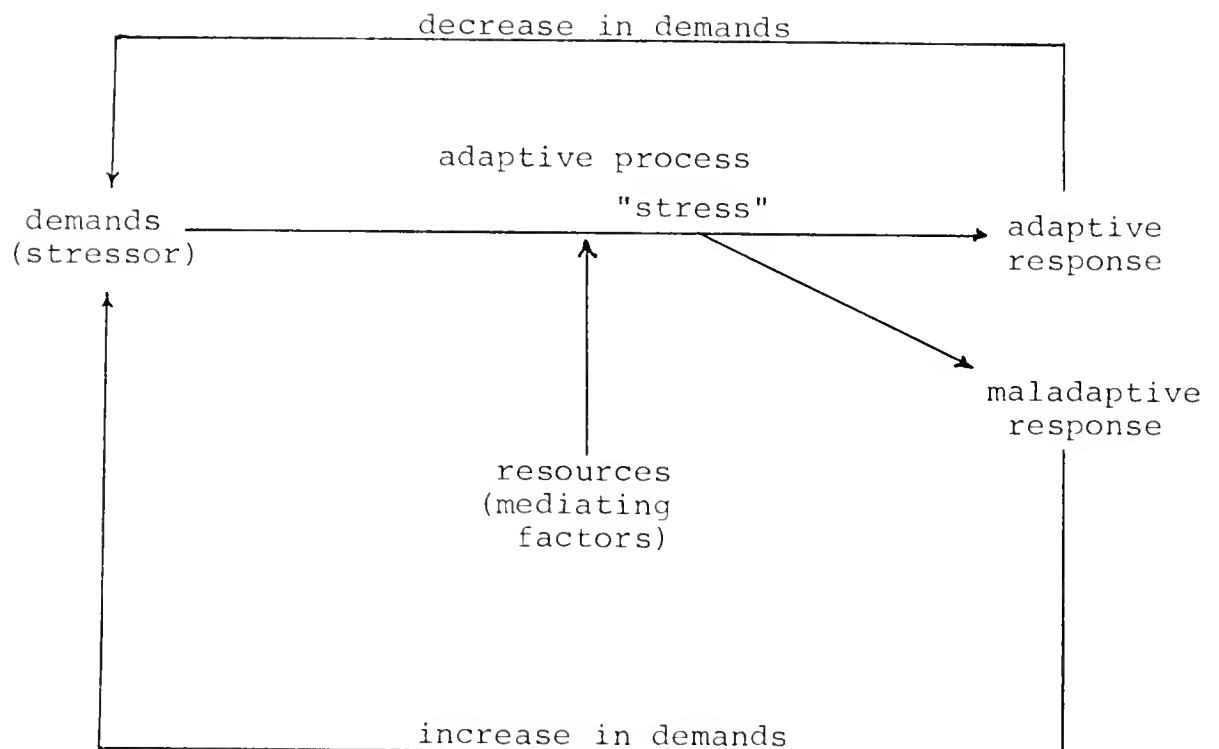 decrease in demands
adaptive process
"stress"
demands
(stressor)
adaptive
response
maladaptive
response
resources
(mediating
factors)
increase in demands